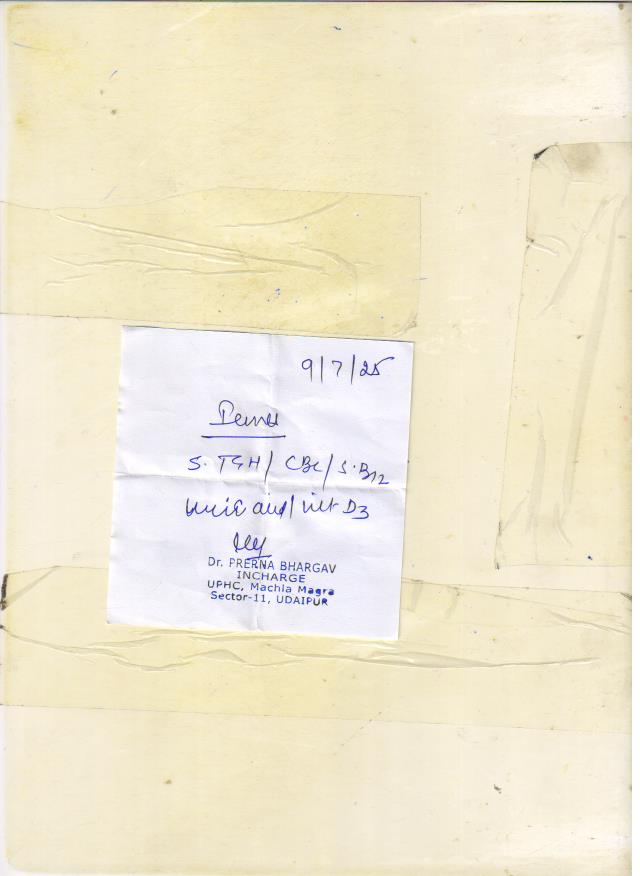 9/7/25
S. TSH / CBC / S. B12
Uric acid / Vit D3
Dr. PRERNA BHARGAV
INCHARGE
UPHC, Machla Magra
Sector-11, UDAIPUR